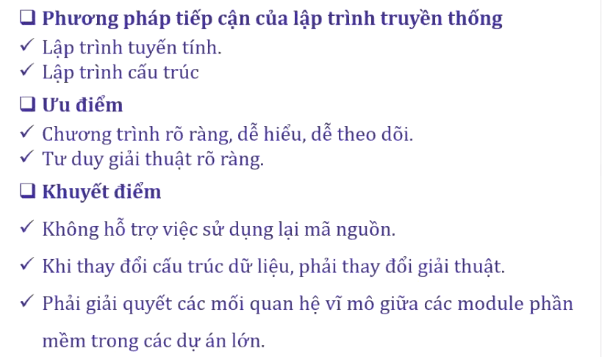 ❑ Phương pháp tiếp cận của lập trình truyền thống
✓ Lập trình tuyến tính.
✓ Lập trình cấu trúc
❑ Ưu điểm
✓ Chương trình rõ ràng, dễ hiểu, dễ theo dõi.
✓ Tư duy giải thuật rõ ràng.
❑ Khuyết điểm
✓ Không hỗ trợ việc sử dụng lại mã nguồn.
✓ Khi thay đổi cấu trúc dữ liệu, phải thay đổi giải thuật.
✓ Phải giải quyết các mối quan hệ vĩ mô giữa các module phần
mềm trong các dự án lớn.